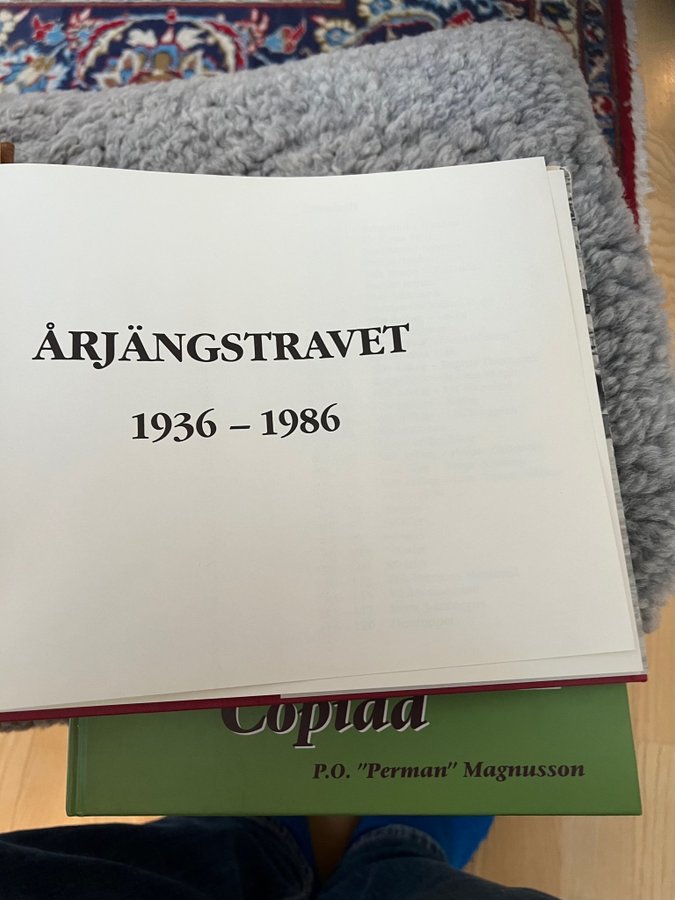 ÅRJÄNGSTRAVET
1936 – 1986
Copiad
P.O. "Perman" Magnusson